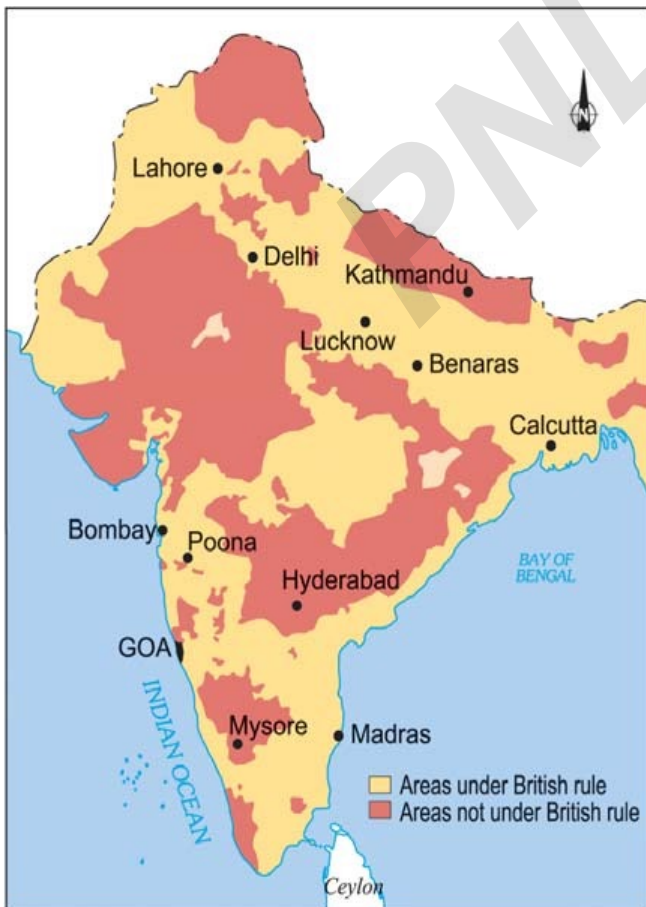 PNL
N
Lahore
Delhi
Kathmandu
Lucknow
Benaras
Calcutta
Bombay
Poona
BAY OF
BENGAL
Hyderabad
GOA
INDIAN OCEAN
Mysore
Madras
Areas under British rule
Areas not under British rule
Ceylon